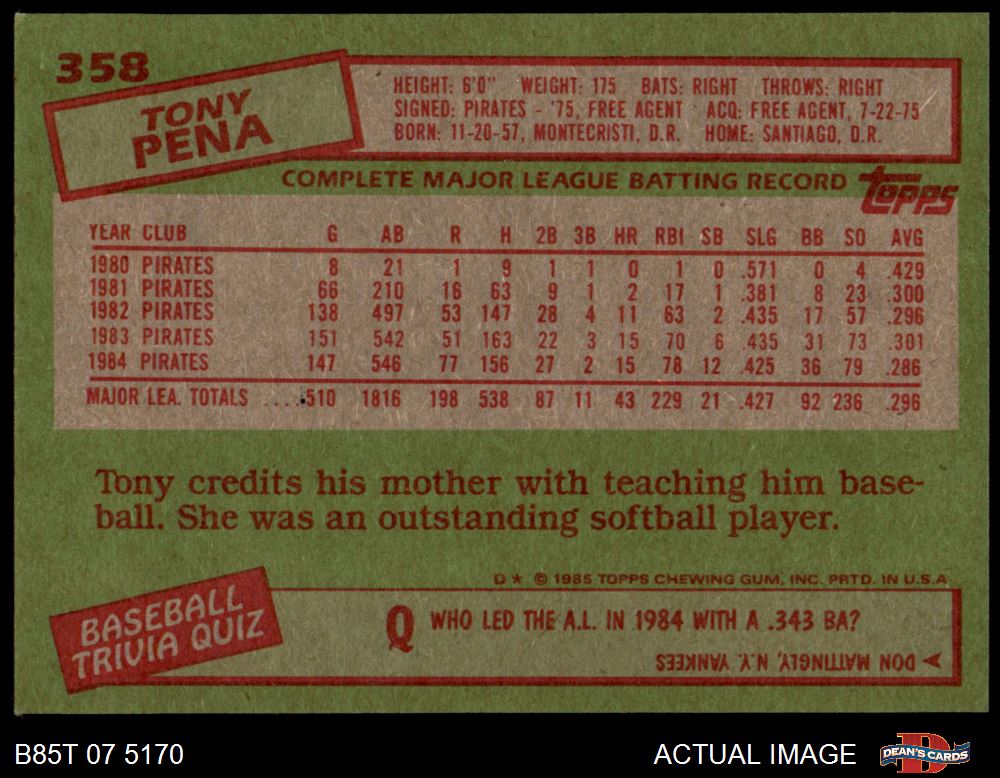 358
TONY
PENA
HEIGHT: 6'0" WEIGHT: 175 BATS: RIGHT THROWS: RIGHT
SIGNED: PIRATES - '75, FREE AGENT ACQ: FREE AGENT, 7-22-75
BORN: 11-20-57, MONTECRISTI, D.R. HOME: SANTIAGO, D.R.
COMPLETE MAJOR LEAGUE BATTING RECORD topps
YEAR CLUB G AB R H 2B 3B HR RBI SB SLG BB SO AVG
1980 PIRATES 8 21 1 9 1 1 0 1 0 .571 0 4 .429
1981 PIRATES 66 210 16 63 9 1 2 17 1 .381 8 23 .300
1982 PIRATES 138 497 53 147 28 4 11 63 2 .435 17 57 .296
1983 PIRATES 151 542 51 163 22 3 15 70 6 .435 31 73 .301
1984 PIRATES 147 546 77 156 27 2 15 78 12 .425 36 79 .286
MAJOR LEA. TOTALS ....510 1816 198 538 87 11 43 229 21 .427 92 236 .296
Tony credits his mother with teaching him base-
ball. She was an outstanding softball player.
D * © 1985 TOPPS CHEWING GUM, INC. PRTD. IN U.S.A.
BASEBALL
TRIVIA QUIZ
Q WHO LED THE A.L. IN 1984 WITH A .343 BA?
DON MATTINGLY, N.Y. YANKEES
B85T 07 5170 ACTUAL IMAGE DEAN'S CARDS